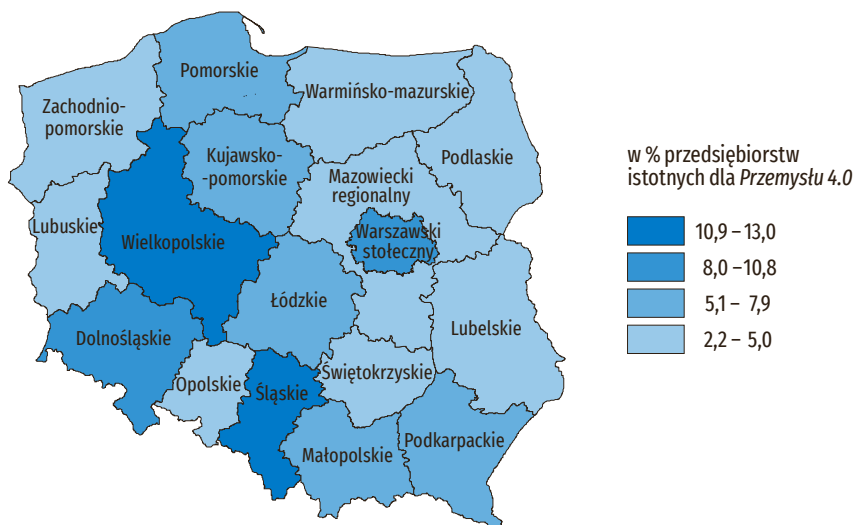 Pomorskie
Warmińsko-mazurskie
Zachodnio-
pomorskie
Kujawsko-
-pomorskie
Podlaskie
Mazowiecki
regionalny
Lubuskie
Wielkopolskie
Warszawski
stołeczny
Łódzkie
Dolnośląskie
Lubelskie
Opolskie
Śląskie
Świętokrzyskie
Małopolskie
Podkarpackie
w % przedsiębiorstw
istotnych dla Przemysłu 4.0
10,9 – 13,0
8,0 – 10,8
5,1 – 7,9
2,2 – 5,0